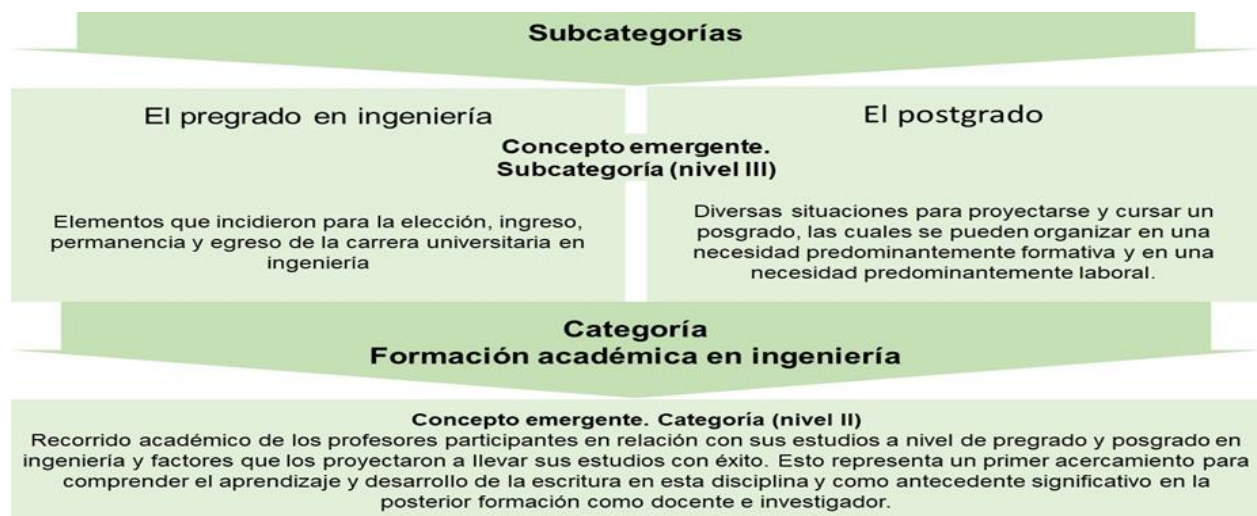 Subcategorías
El pregrado en ingeniería
El postgrado
Concepto emergente.
Subcategoría (nivel III)
Elementos que incidieron para la elección, ingreso,
permanencia y egreso de la carrera universitaria en
ingeniería
Diversas situaciones para proyectarse y cursar un
posgrado, las cuales se pueden organizar en una
necesidad predominantemente formativa y en una
necesidad predominantemente laboral.
Categoría
Formación académica en ingeniería
Concepto emergente. Categoría (nivel II)
Recorrido académico de los profesores participantes en relación con sus estudios a nivel de pregrado y posgrado en
ingeniería y factores que los proyectaron a llevar sus estudios con éxito. Esto representa un primer acercamiento para
comprender el aprendizaje y desarrollo de la escritura en esta disciplina y como antecedente significativo en la
posterior formación como docente e investigador.